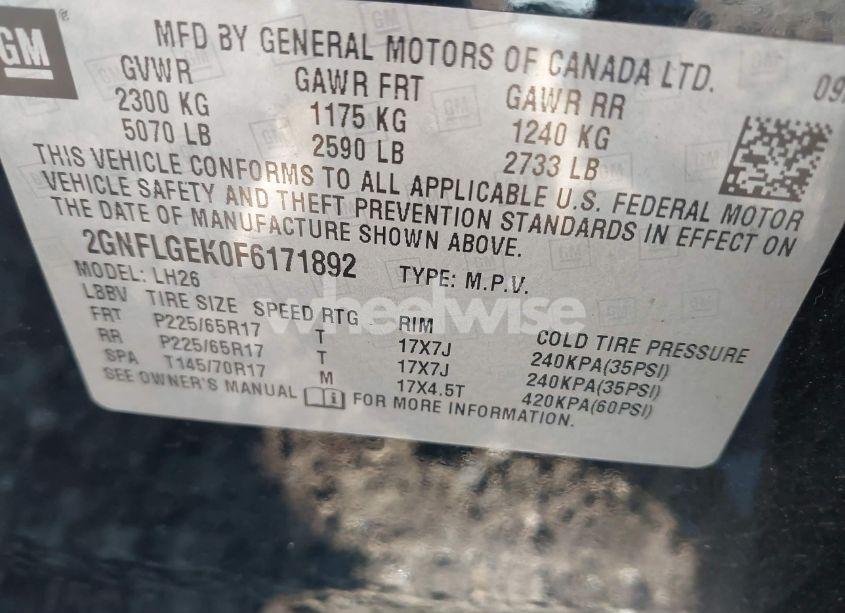 GM
MFD BY GENERAL MOTORS OF CANADA LTD. 09
GVWR GAWR FRT GAWR RR
2300 KG 1175 KG 1240 KG
5070 LB 2590 LB 2733 LB
THIS VEHICLE CONFORMS TO ALL APPLICABLE U.S. FEDERAL MOTOR
VEHICLE SAFETY AND THEFT PREVENTION STANDARDS IN EFFECT ON
THE DATE OF MANUFACTURE SHOWN ABOVE.
2GNFLGEK0F6171892 TYPE: M.P.V.
MODEL: LH26
L8BV TIRE SIZE SPEED RTG RIM COLD TIRE PRESSURE
FRT P225/65R17 T 17X7J 240KPA(35PSI)
RR P225/65R17 T 17X7J 240KPA(35PSI)
SPA T145/70R17 M 17X4.5T 420KPA(60PSI)
SEE OWNER'S MANUAL FOR MORE INFORMATION.
wheelwise